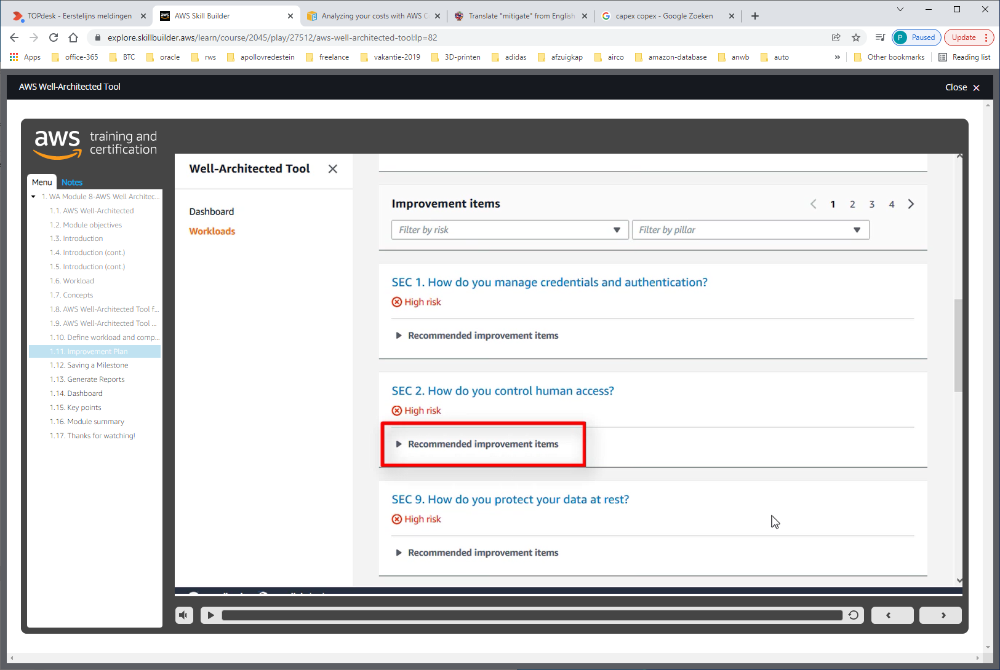 TOPdesk - Eerstelijns meldingen
AWS Skill Builder
Analyzing your costs with AWS C
Translate "mitigate" from English
capex copex - Google Zoeken
explore.skillbuilder.aws/learn/course/2045/play/27512/aws-well-architected-tool;lp=82
P Paused
Update
Apps
office-365
BTC
oracle
rws
apollovredestein
freelance
vakantie-2019
3D-printen
adidas
afzuigkap
airco
amazon-database
anwb
auto
»
Other bookmarks
Reading list
AWS Well-Architected Tool
Close
aws training and
certification
Menu
Notes
1. WA Module 8-AWS Well Architec...
1.1. AWS Well-Architected
1.2. Module objectives
1.3. Introduction
1.4. Introduction (cont.)
1.5. Introduction (cont.)
1.6. Workload
1.7. Concepts
1.8. AWS Well-Architected Tool f...
1.9. AWS Well-Architected Tool ...
1.10. Define workload and comp...
1.11. Improvement Plan
1.12. Saving a Milestone
1.13. Generate Reports
1.14. Dashboard
1.15. Key points
1.16. Module summary
1.17. Thanks for watching!
Well-Architected Tool
Dashboard
Workloads
Improvement items
1 2 3 4
Filter by risk
Filter by pillar
SEC 1. How do you manage credentials and authentication?
High risk
Recommended improvement items
SEC 2. How do you control human access?
High risk
Recommended improvement items
SEC 9. How do you protect your data at rest?
High risk
Recommended improvement items